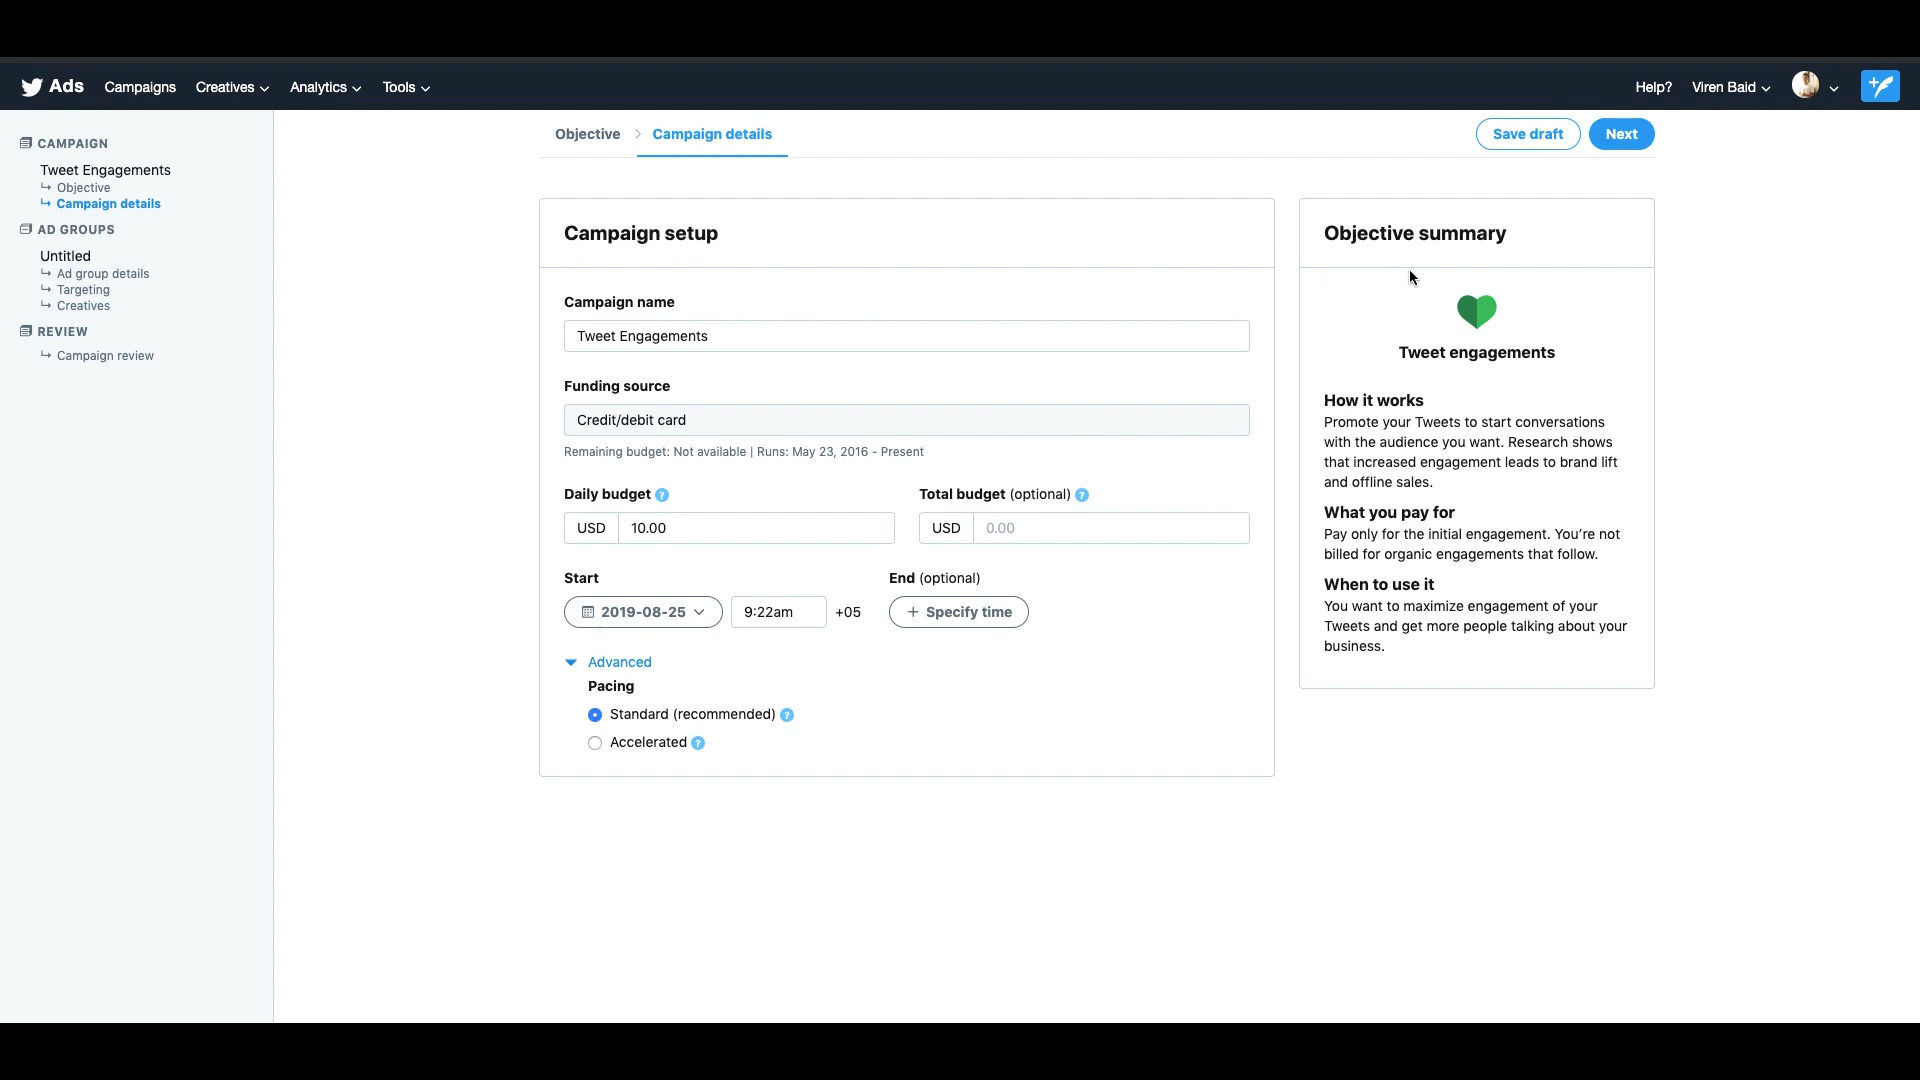 Ads Campaigns Creatives Analytics Tools Help? Viren Baid
CAMPAIGN
Tweet Engagements
Objective
Campaign details
AD GROUPS
Untitled
Ad group details
Targeting
Creatives
REVIEW
Campaign review
Objective Campaign details Save draft Next
Campaign setup
Campaign name
Tweet Engagements
Funding source
Credit/debit card
Remaining budget: Not available | Runs: May 23, 2016 - Present
Daily budget ? Total budget (optional) ?
USD 10.00 USD 0.00
Start End (optional)
2019-08-25 9:22am +05 + Specify time
Advanced
Pacing
Standard (recommended) ?
Accelerated ?
Objective summary
Tweet engagements
How it works
Promote your Tweets to start conversations
with the audience you want. Research shows
that increased engagement leads to brand lift
and offline sales.
What you pay for
Pay only for the initial engagement. You're not
billed for organic engagements that follow.
When to use it
You want to maximize engagement of your
Tweets and get more people talking about your
business.